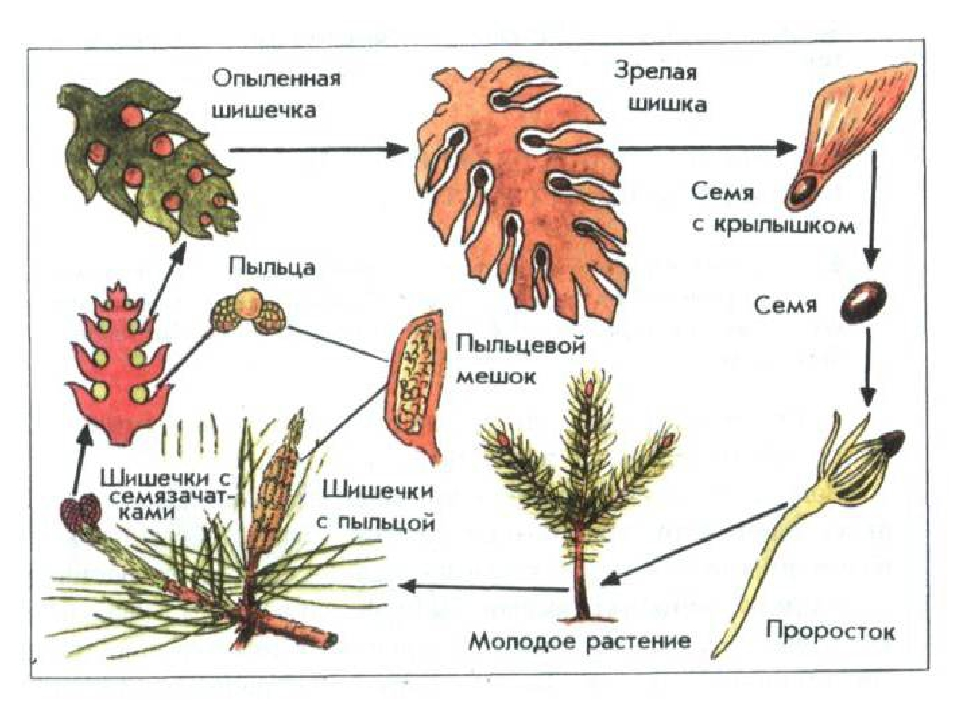 Опыленная
шишечка
Зрелая
шишка
Семя
с крылышком
Пыльца
Семя
Пыльцевой
мешок
Шишечки с
семязачат-
ками
Шишечки
с пыльцой
Молодое растение
Проросток